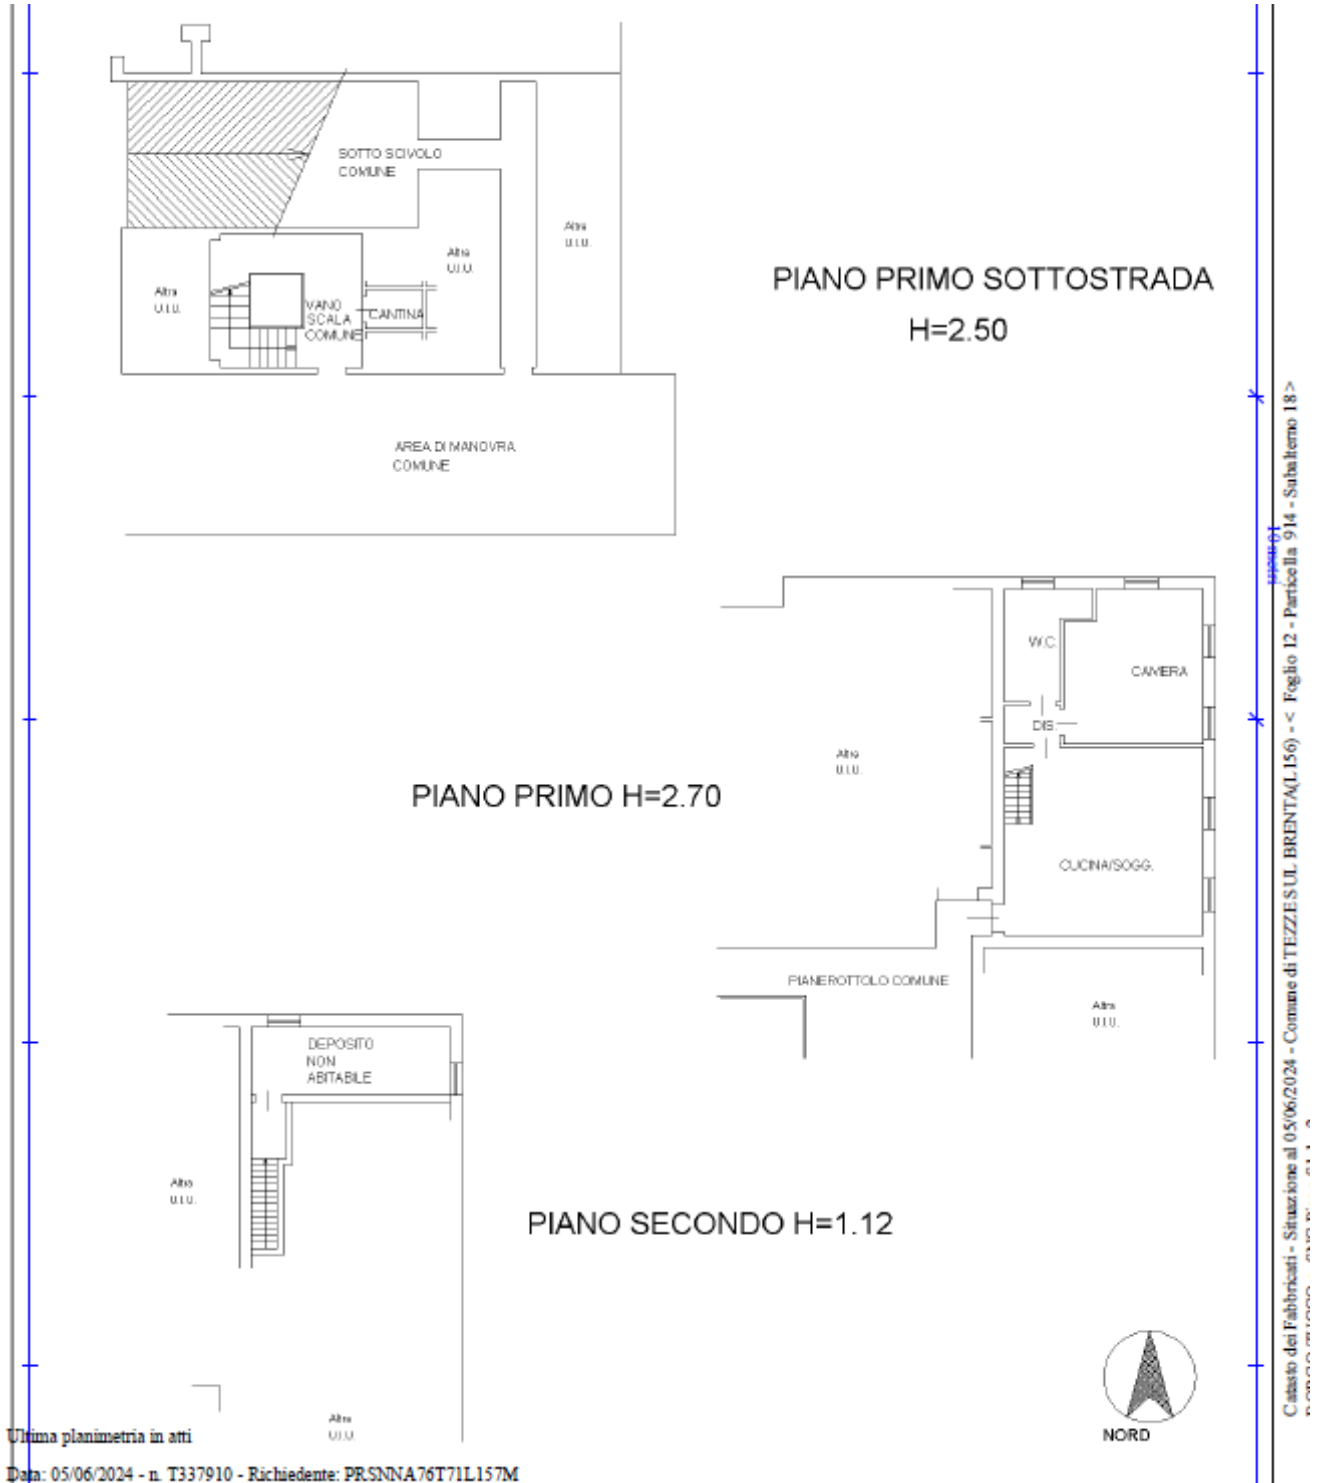 SOTTO SCIVOLO
COMUNE
Altra
U.I.U.
Altra
U.I.U.
Altra
U.I.U.
VANO
SCALA
COMUNE
CANTINA
PIANO PRIMO SOTTOSTRADA
H=2.50
AREA DI MANOVRA
COMUNE
W.C.
CAMERA
DIS.
Altra
U.I.U.
PIANO PRIMO H=2.70
CUCINA/SOGG.
PIANEROTTOLO COMUNE
Altra
U.I.U.
DEPOSITO
NON
ABITABILE
Altra
U.I.U.
PIANO SECONDO H=1.12
Altra
U.I.U.
NORD
Ultima planimetria in atti
Data: 05/06/2024 - n. T337910 - Richiedente: PRSNNA76T71L157M
10 metri
Catasto dei Fabbricati - Situazione al 05/06/2024 - Comune di TEZZE SUL BRENTA(L156) - < Foglio 12 - Particella 914 - Subalterno 18 >